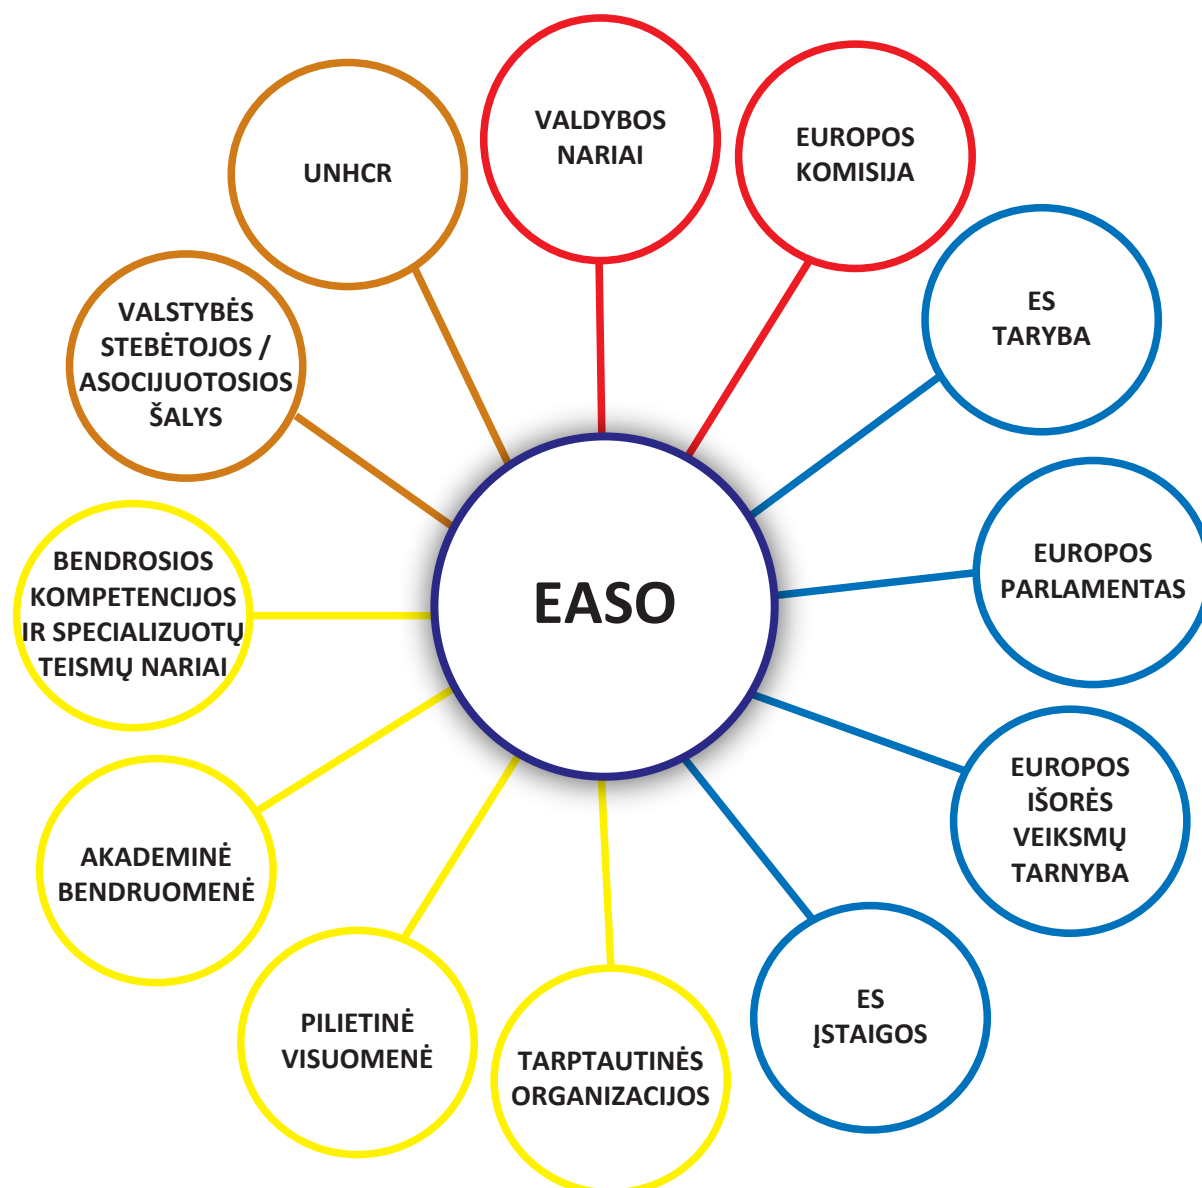 VALDYBOS
NARIAI
EUROPOS
KOMISIJA
ES
TARYBA
EUROPOS
PARLAMENTAS
EUROPOS
IŠORĖS
VEIKSMŲ
TARNYBA
ES
ĮSTAIGOS
TARPTAUTINĖS
ORGANIZACIJOS
PILIETINĖ
VISUOMENĖ
AKADEMINĖ
BENDRUOMENĖ
BENDROSIOS
KOMPETENCIJOS
IR SPECIALIZUOTŲ
TEISMŲ NARIAI
VALSTYBĖS
STEBĖTOJOS /
ASOCIJUOTOSIOS
ŠALYS
UNHCR
EASO